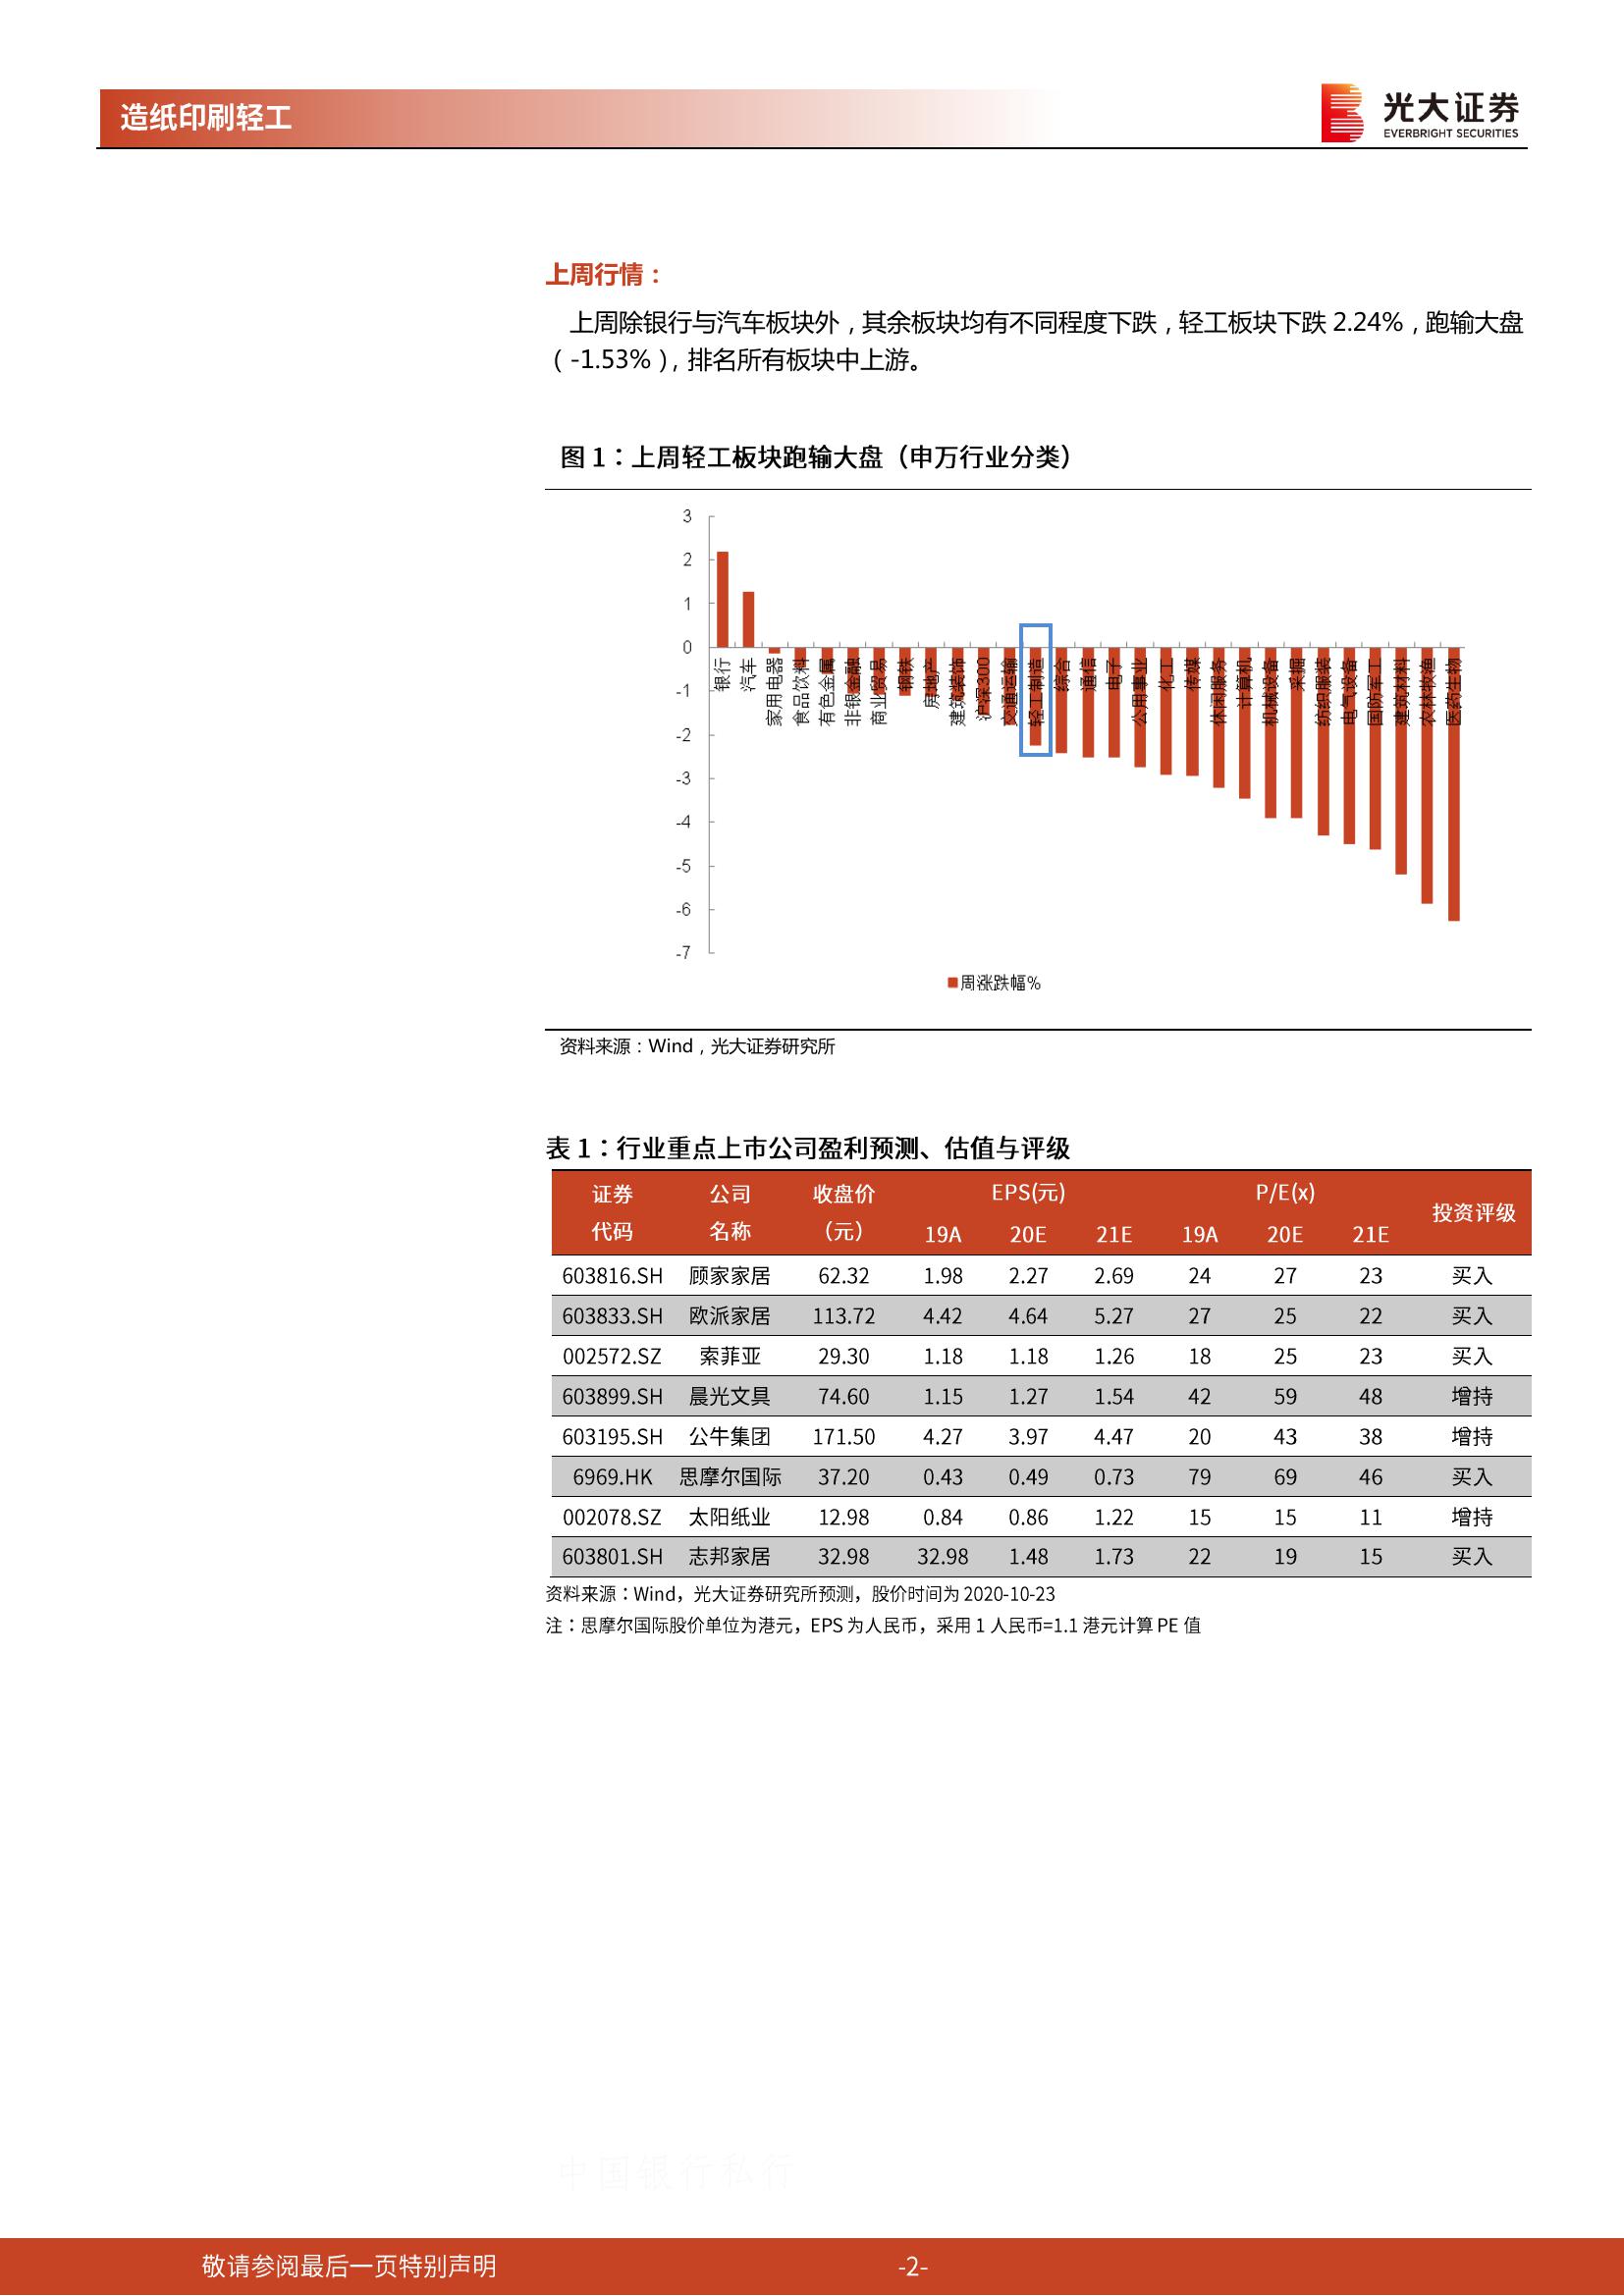 造纸印刷轻工
光大证券
EVERBRIGHT SECURITIES
上周行情：
上周除银行与汽车板块外，其余板块均有不同程度下跌，轻工板块下跌 2.24%，跑输大盘
（-1.53%），排名所有板块中上游。
图 1：上周轻工板块跑输大盘（申万行业分类）
3
2
1
0
-1
-2
-3
-4
-5
-6
-7
银行
汽车
家用电器
食品饮料
有色金属
非银金融
商业贸易
钢铁
房地产
建筑装饰
沪深300
交通运输
轻工制造
综合
通信
电子
公用事业
化工
传媒
休闲服务
计算机
机械设备
采掘
纺织服装
电气设备
国防军工
建筑材料
农林牧渔
医药生物
周涨跌幅%
资料来源：Wind，光大证券研究所
表 1：行业重点上市公司盈利预测、估值与评级
证券 公司 收盘价 EPS(元) P/E(x) 投资评级
代码 名称 （元） 19A 20E 21E 19A 20E 21E
603816.SH 顾家家居 62.32 1.98 2.27 2.69 24 27 23 买入
603833.SH 欧派家居 113.72 4.42 4.64 5.27 27 25 22 买入
002572.SZ 索菲亚 29.30 1.18 1.18 1.26 18 25 23 买入
603899.SH 晨光文具 74.60 1.15 1.27 1.54 42 59 48 增持
603195.SH 公牛集团 171.50 4.27 3.97 4.47 20 43 38 增持
6969.HK 思摩尔国际 37.20 0.43 0.49 0.73 79 69 46 买入
002078.SZ 太阳纸业 12.98 0.84 0.86 1.22 15 15 11 增持
603801.SH 志邦家居 32.98 32.98 1.48 1.73 22 19 15 买入
资料来源：Wind，光大证券研究所预测，股价时间为 2020-10-23
注：思摩尔国际股价单位为港元，EPS 为人民币，采用 1 人民币=1.1 港元计算 PE 值
中国银行私行
敬请参阅最后一页特别声明
-2-